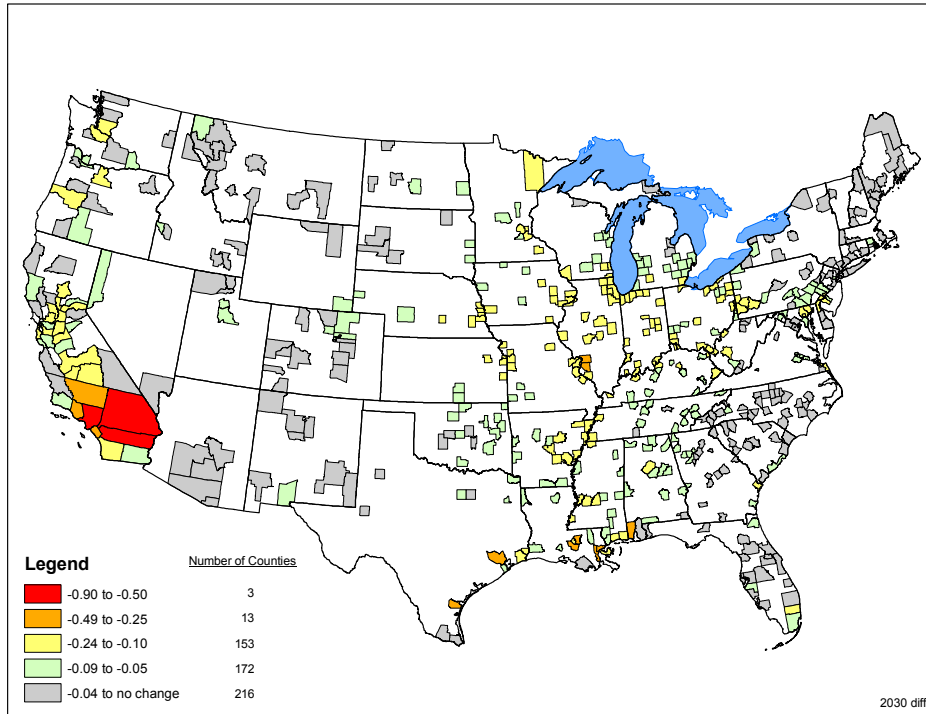 Legend Number of Counties
-0.90 to -0.50 3
-0.49 to -0.25 13
-0.24 to -0.10 153
-0.09 to -0.05 172
-0.04 to no change 216
2030 diff